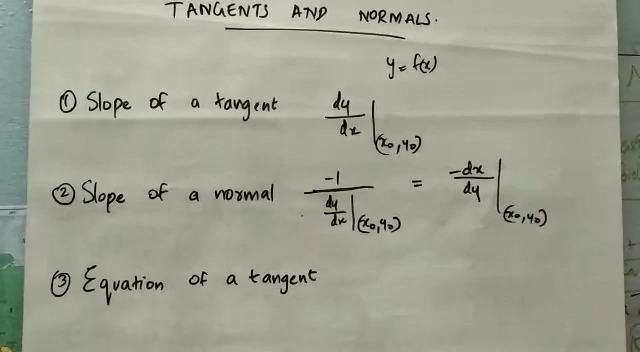 TANGENTS AND NORMALS.
y = f(x)
① Slope of a tangent dy/dx |(x₀,y₀)
② Slope of a normal -1 / dy/dx |(x₀,y₀) = -dx/dy |(x₀,y₀)
③ Equation of a tangent